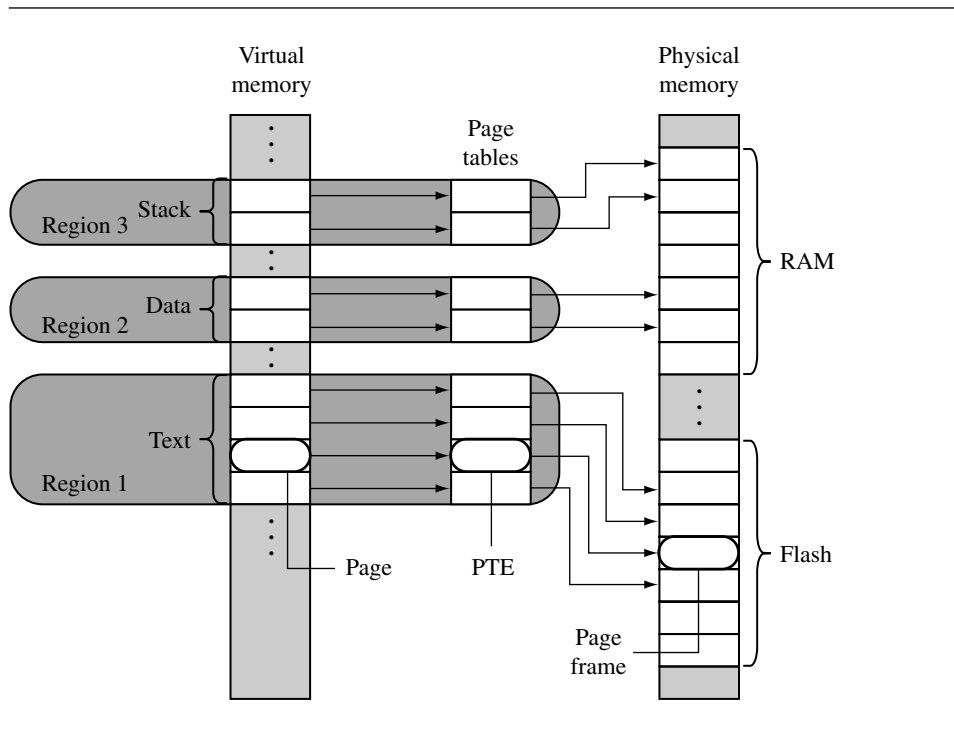 Virtual
memory
Physical
memory
Page
tables
Stack
Region 3
RAM
Data
Region 2
Text
Region 1
Flash
Page
PTE
Page
frame